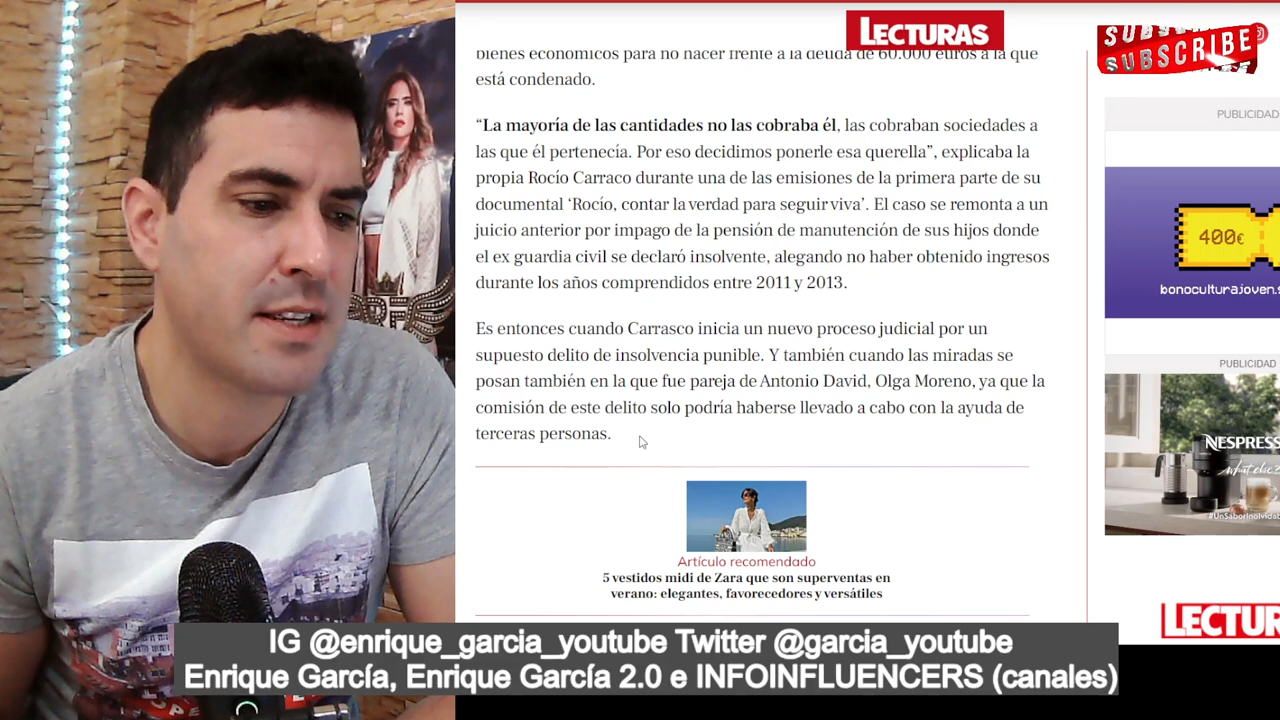 LECTURAS
SUBSCRIBE
SUBSCRIBE
bienes económicos para no hacer frente a la deuda de 60.000 euros a la que
está condenado.
“La mayoría de las cantidades no las cobraba él, las cobraban sociedades a
las que él pertenecía. Por eso decidimos ponerle esa querella”, explicaba la
propia Rocío Carraco durante una de las emisiones de la primera parte de su
documental ‘Rocío, contar la verdad para seguir viva’. El caso se remonta a un
juicio anterior por impago de la pensión de manutención de sus hijos donde
el ex guardia civil se declaró insolvente, alegando no haber obtenido ingresos
durante los años comprendidos entre 2011 y 2013.
Es entonces cuando Carrasco inicia un nuevo proceso judicial por un
supuesto delito de insolvencia punible. Y también cuando las miradas se
posan también en la que fue pareja de Antonio David, Olga Moreno, ya que la
comisión de este delito solo podría haberse llevado a cabo con la ayuda de
terceras personas.
Artículo recomendado
5 vestidos midi de Zara que son superventas en
verano: elegantes, favorecedores y versátiles
PUBLICIDAD
400€
bonoculturajoven.
PUBLICIDAD
NESPRESS
what else?
LECTUR
IG @enrique_garcia_youtube Twitter @garcia_youtube
Enrique García, Enrique García 2.0 e INFOINFLUENCERS (canales)